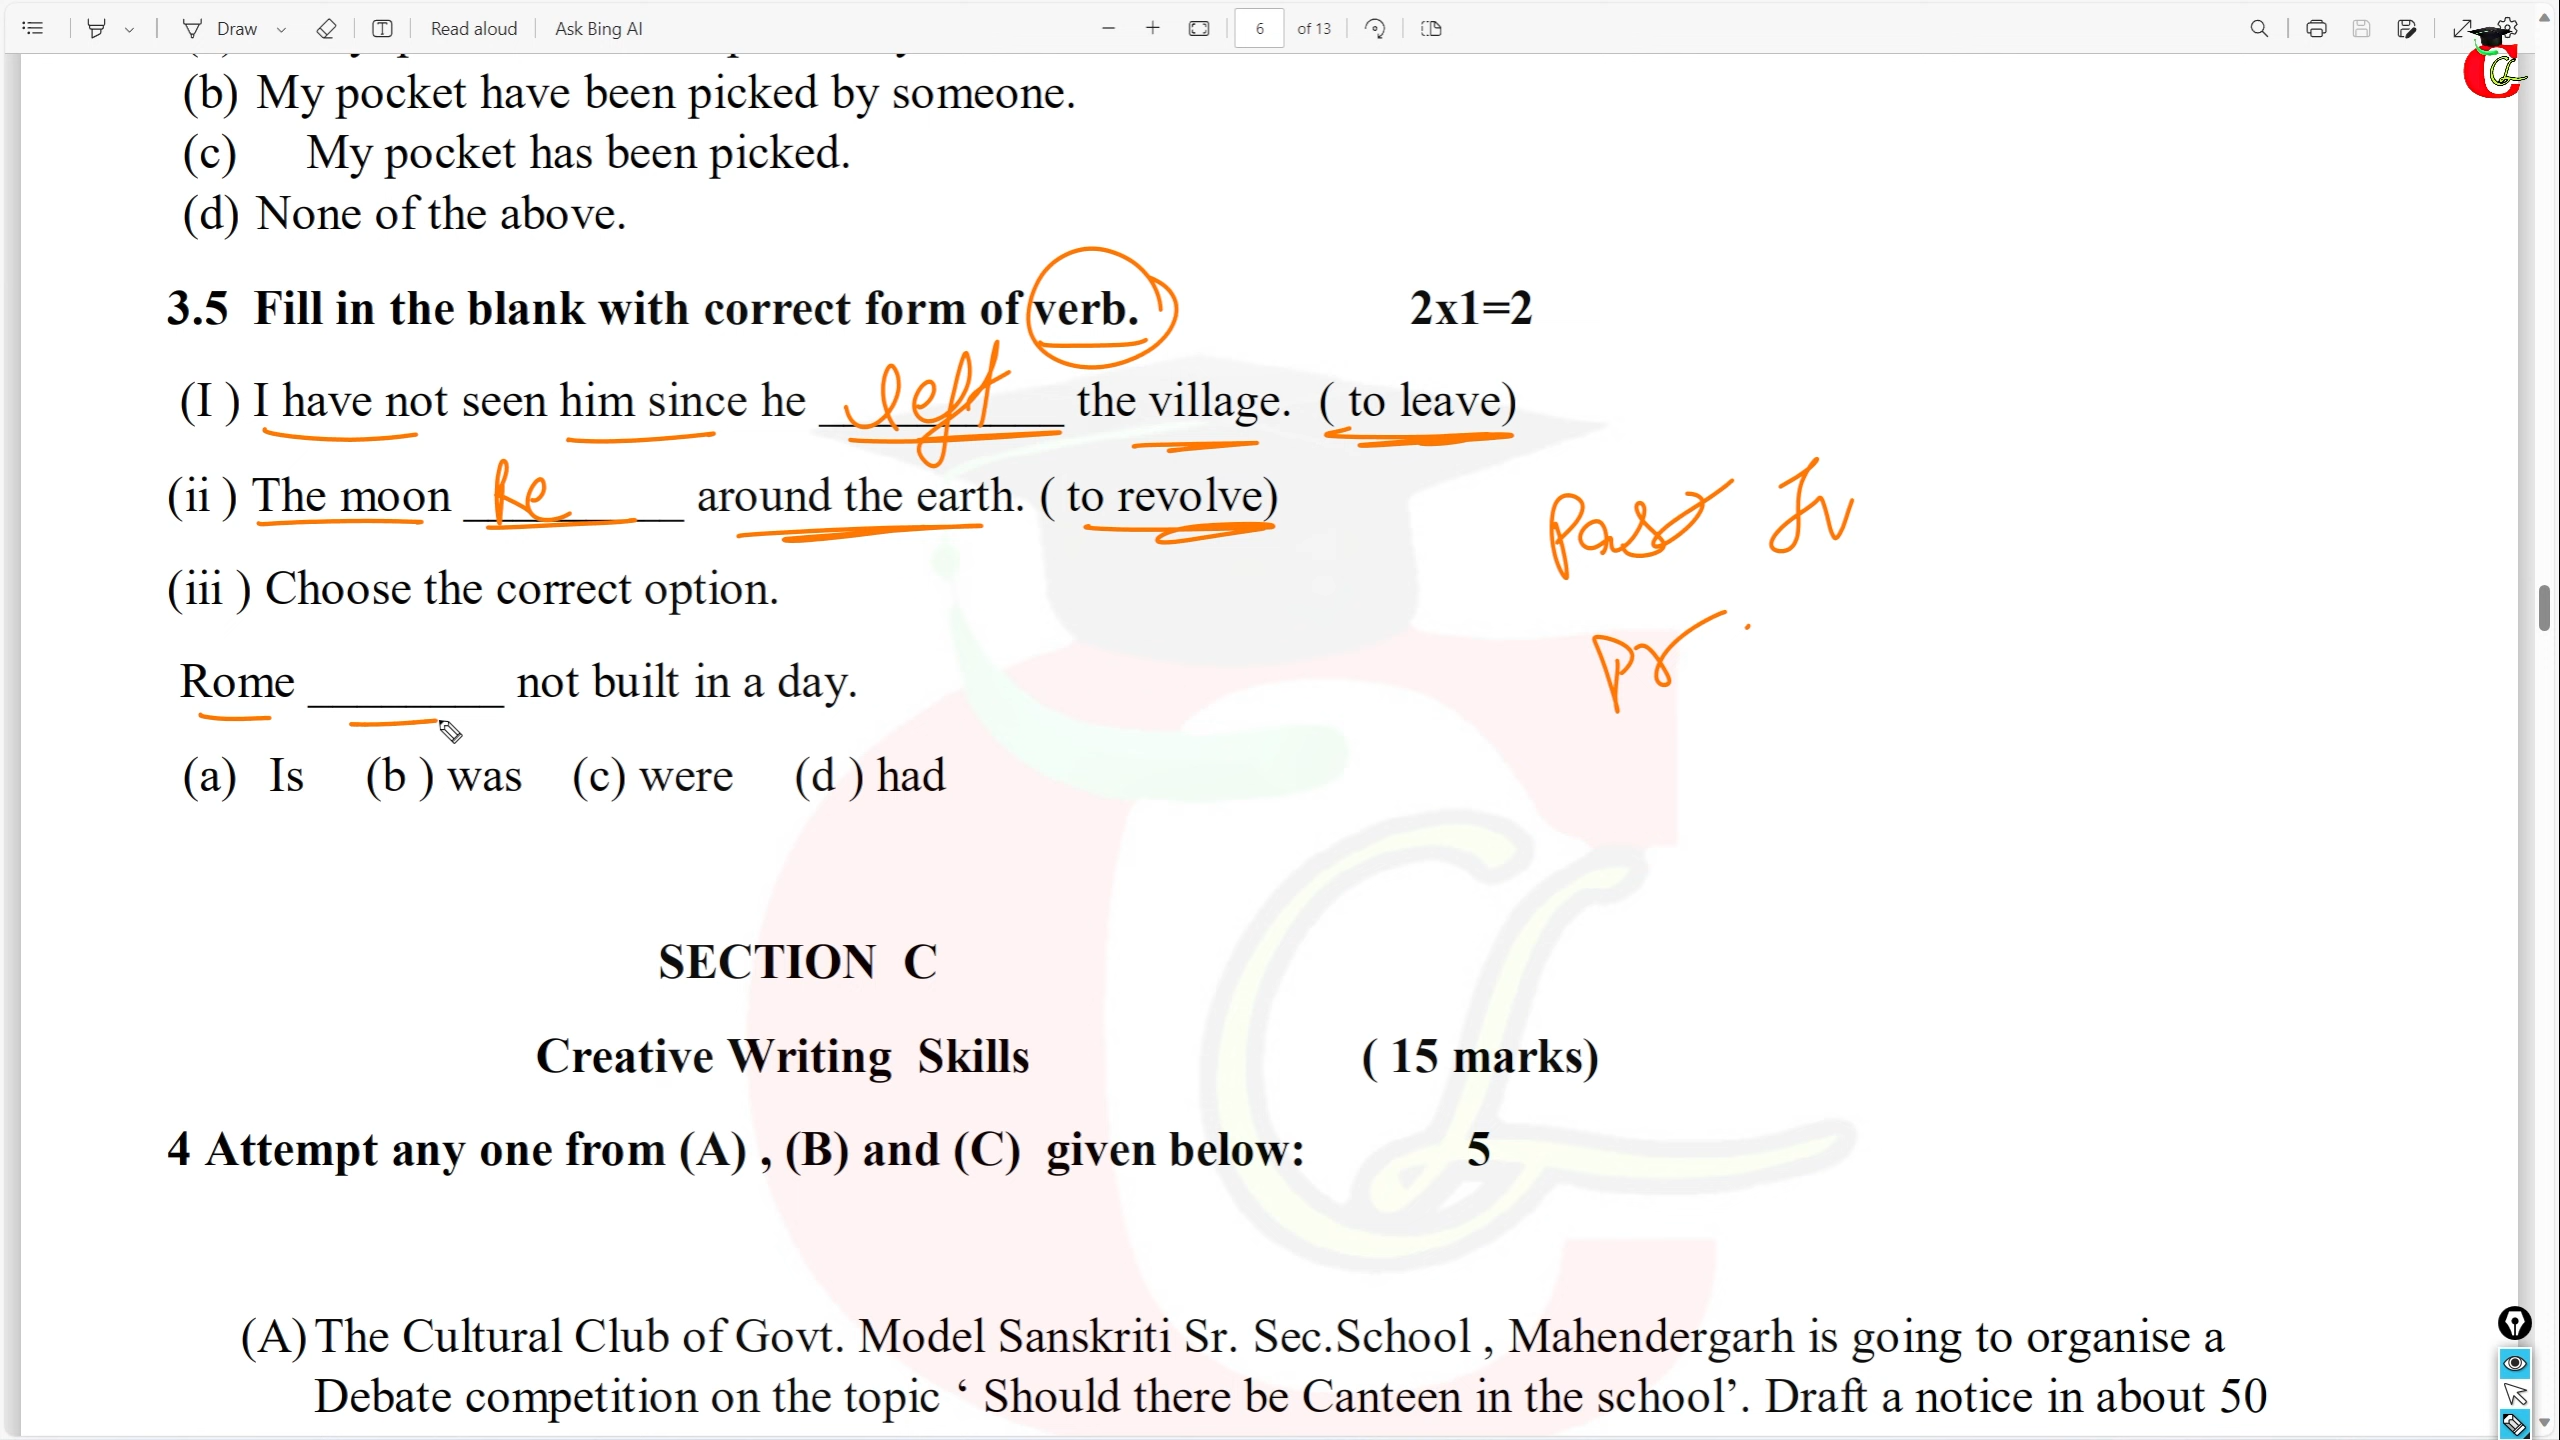 Draw Read aloud Ask Bing AI 6 of 13
(b) My pocket have been picked by someone.
(c) My pocket has been picked.
(d) None of the above.
3.5 Fill in the blank with correct form of verb. 2x1=2
(I ) I have not seen him since he left the village. ( to leave)
(ii ) The moon Re around the earth. ( to revolve)
Past
(iii ) Choose the correct option.
Pr
Rome ________ not built in a day.
(a) Is (b ) was (c) were (d ) had
SECTION C
Creative Writing Skills ( 15 marks)
4 Attempt any one from (A) , (B) and (C) given below: 5
(A) The Cultural Club of Govt. Model Sanskriti Sr. Sec.School , Mahendergarh is going to organise a
Debate competition on the topic ‘ Should there be Canteen in the school’. Draft a notice in about 50